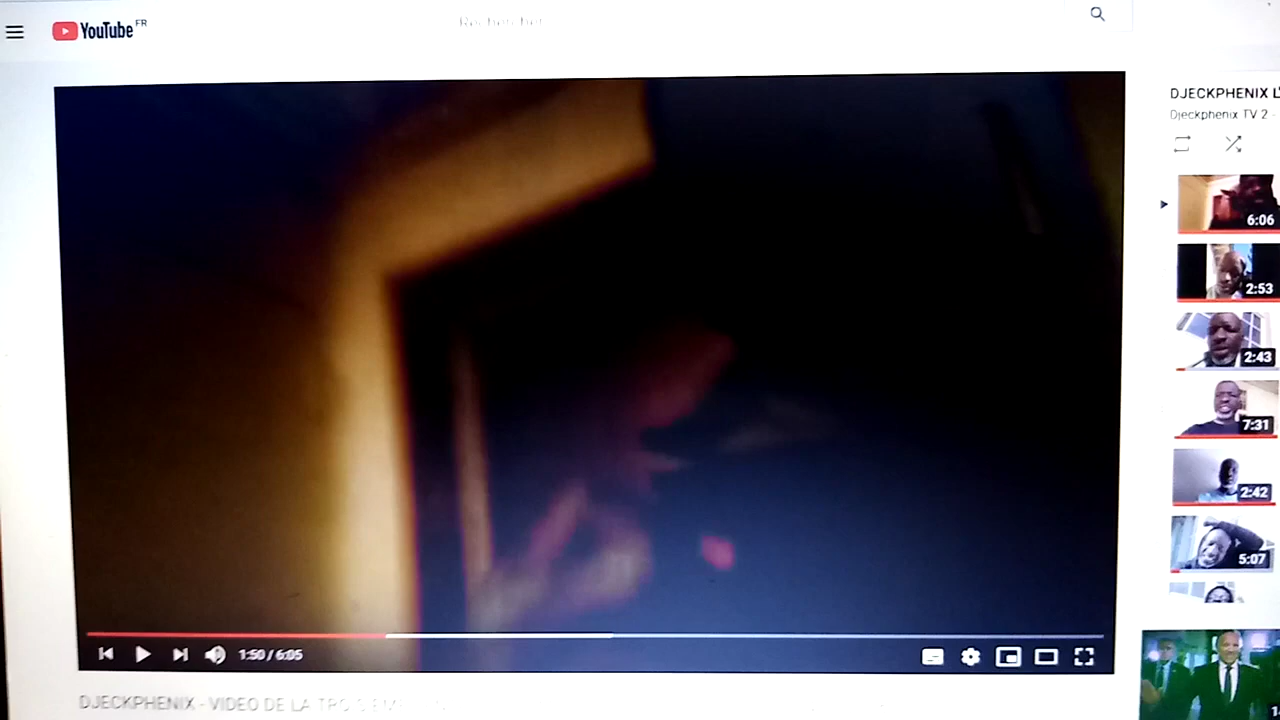 YouTube FR
Rechercher
DJECKPHENIX L'
Djeckphenix TV 2 -
6:06
2:53
2:43
7:31
2:42
5:07
1:50 / 6:05
DJECKPHENIX - VIDEO DE LA